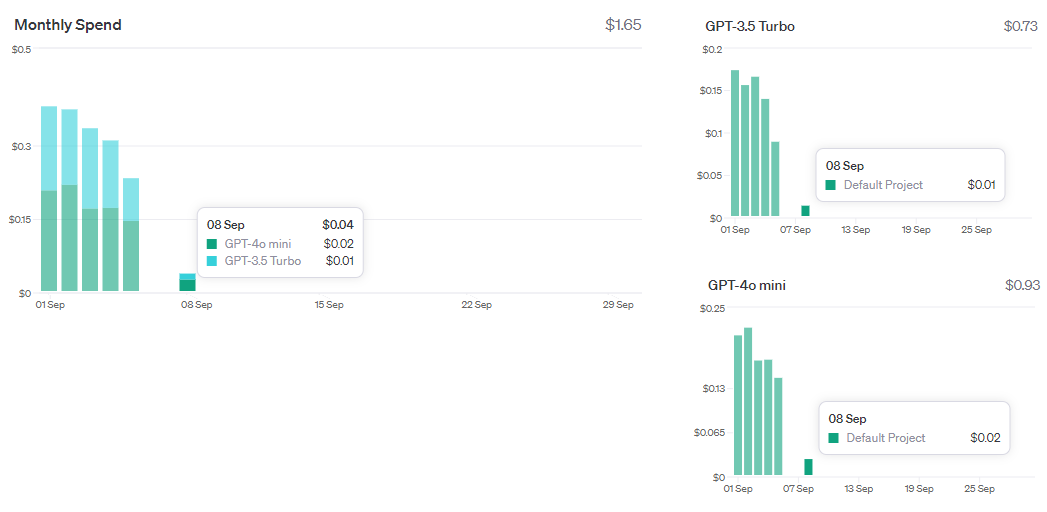 Monthly Spend $1.65
$0.5
$0.3
$0.15
$0
01 Sep 08 Sep 15 Sep 22 Sep 29 Sep
08 Sep $0.04
GPT-4o mini $0.02
GPT-3.5 Turbo $0.01
GPT-3.5 Turbo $0.73
$0.2
$0.15
$0.1
$0.05
$0
01 Sep 07 Sep 13 Sep 19 Sep 25 Sep
08 Sep
Default Project $0.01
GPT-4o mini $0.93
$0.25
$0.13
$0.065
$0
01 Sep 07 Sep 13 Sep 19 Sep 25 Sep
08 Sep
Default Project $0.02